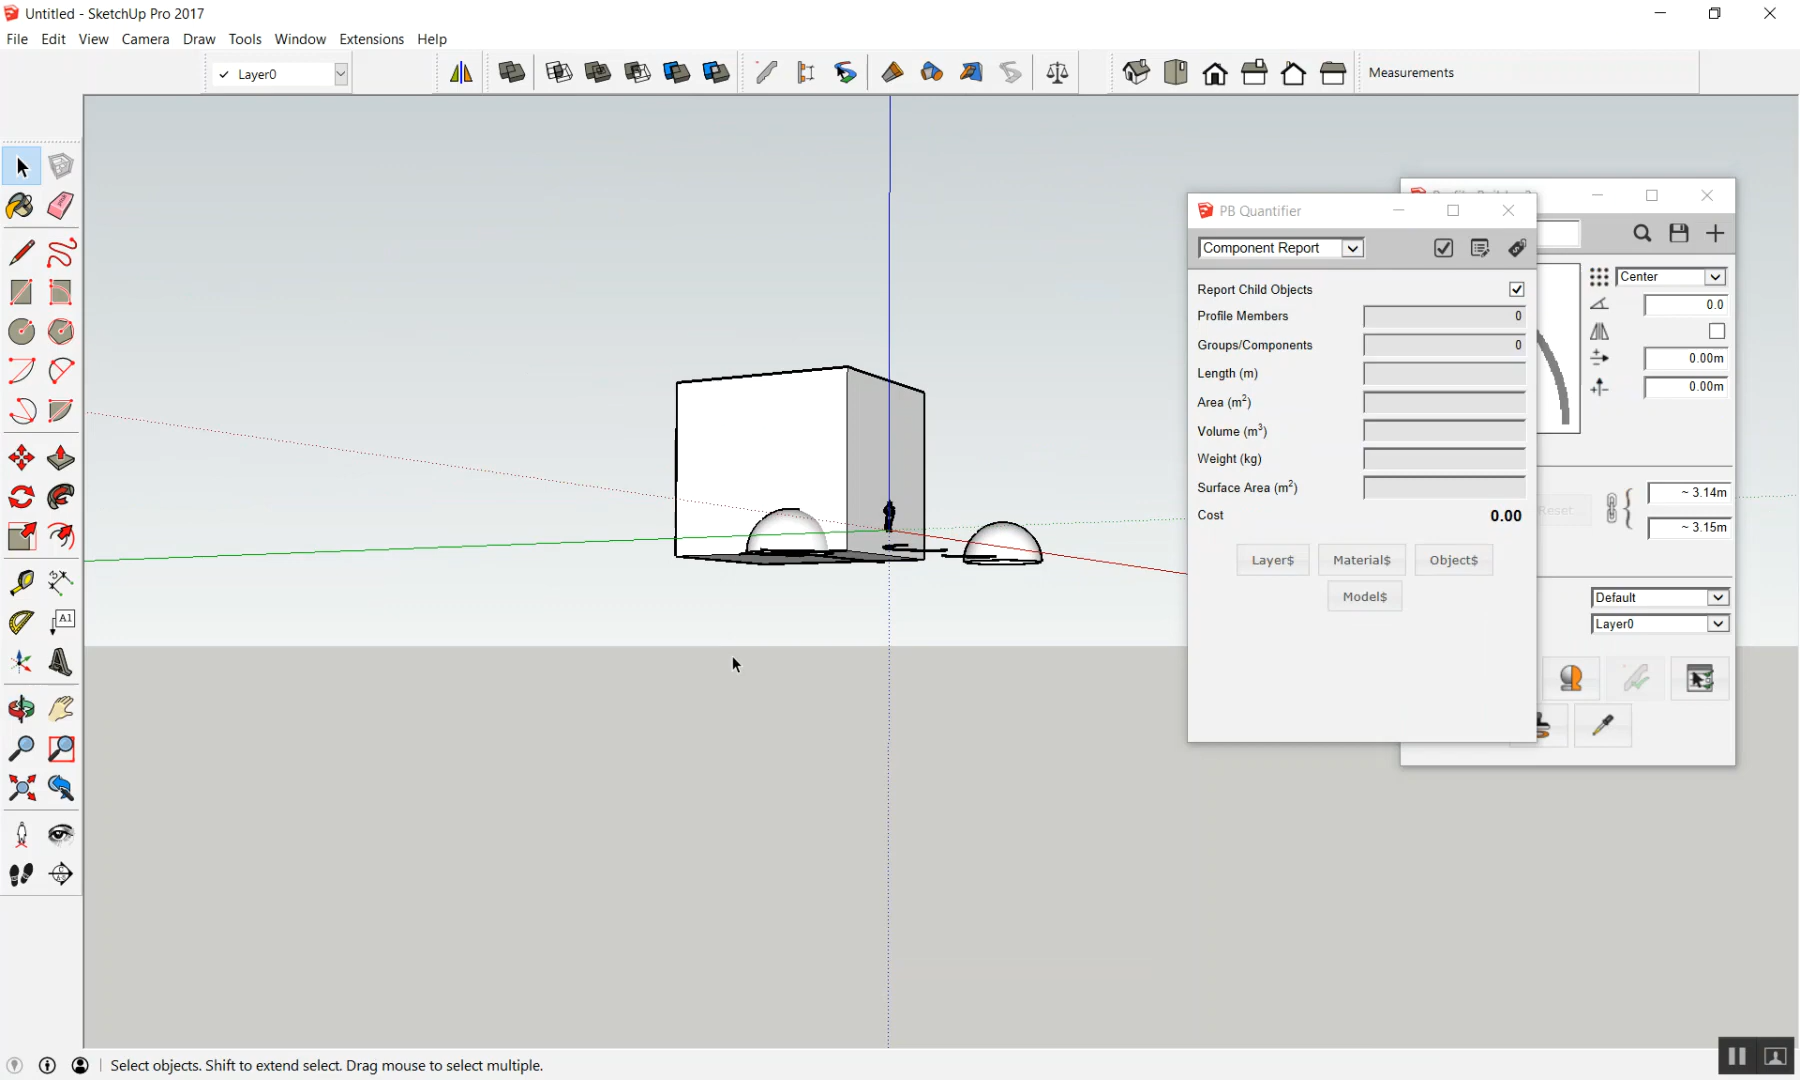 Untitled - SketchUp Pro 2017
File Edit View Camera Draw Tools Window Extensions Help
Layer0
Measurements
PB Quantifier
Component Report
Report Child Objects
Profile Members 0
Groups/Components 0
Length (m)
Area (m²)
Volume (m³)
Weight (kg)
Surface Area (m²)
Cost 0.00
Layer$ Material$ Object$
Model$
Center
0.0
0.00m
0.00m
Reset
~ 3.14m
~ 3.15m
Default
Layer0
A1
Select objects. Shift to extend select. Drag mouse to select multiple.